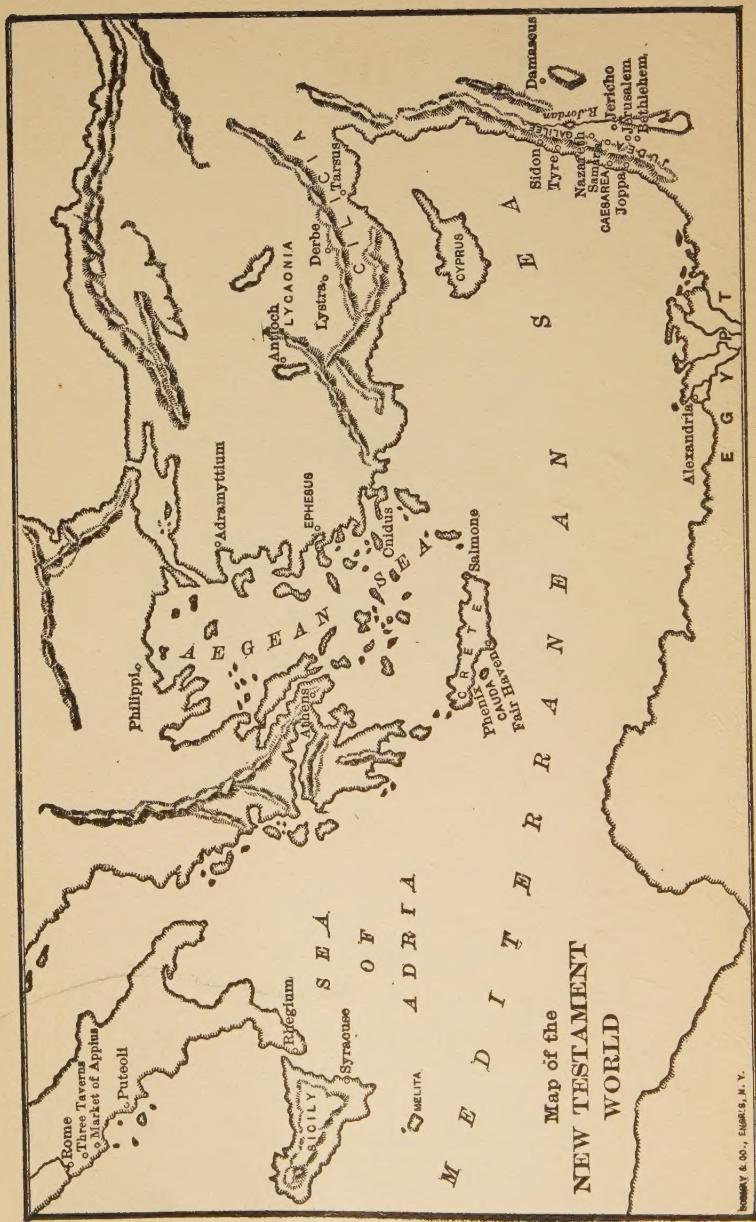 Rome
Three Taverns
Market of Appius
Puteoli
Rhegium
SICILY
Syracuse
MELITA
SEA
OF
ADRIA
Philippi
AEGEAN SEA
Adramyttium
EPHESUS
Athens
Cnidus
CRETE
Salmone
Phenix
CAUDA
Fair Haven
Antioch
LYCAONIA
Lystra
Derbe
CILICIA
Tarsus
CYPRUS
MEDITERRANEAN SEA
Damascus
Sidon
Tyre
GALILEE
R. Jordan
Nazareth
CAESAREA
Joppa
Jericho
Jerusalem
Bethlehem
Alexandria
EGYPT
Map of the
NEW TESTAMENT
WORLD
& CO., ENGR'S, N.Y.